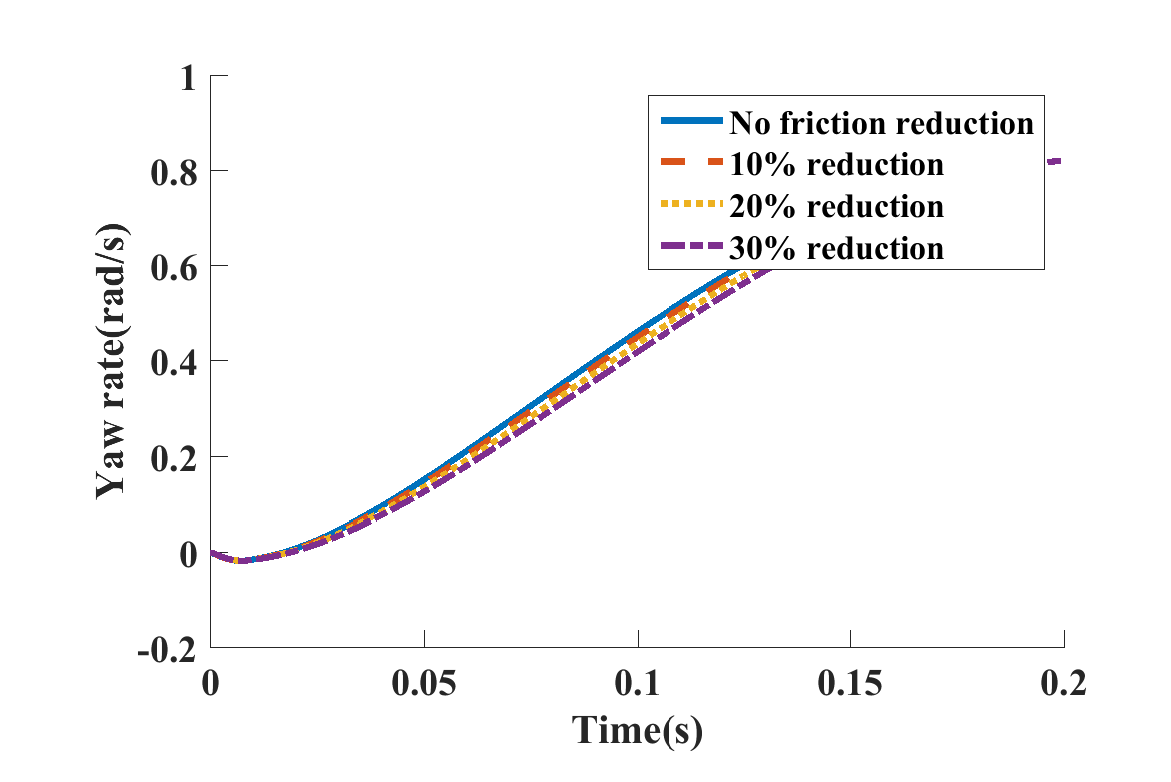 1
0.8
0.6
0.4
0.2
0
-0.2
Yaw rate(rad/s)
No friction reduction
10% reduction
20% reduction
30% reduction
0 0.05 0.1 0.15 0.2
Time(s)